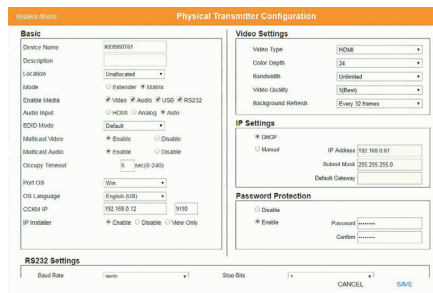 Replace device
Physical Transmitter Configuration
Basic
Device Name KE8950T61
Description
Location Unallocated
Mode Extender Matrix
Enable Media Video Audio USB RS232
Audio Input HDMI Analog Auto
EDID Mode Default
Multicast Video Enable Disable
Multicast Audio Enable Disable
Occupy Timeout 5 sec(0-240)
Port OS Win
OS Language English (US)
CCKM IP 192.168.0.12 9110
IP Installer Enable Disable View Only
Video Settings
Video Type HDMI
Color Depth 24
Bandwidth Unlimited
Video Quality 5(Best)
Background Refresh Every 32 frames
IP Settings
DHCP
Manual IP Address 192.168.0.61
Subnet Mask 255.255.255.0
Default Gateway
Password Protection
Disable
Enable Password ••••••••
Confirm ••••••••
RS232 Settings
Baud Rate 9600 Stop Bits 1
CANCEL SAVE